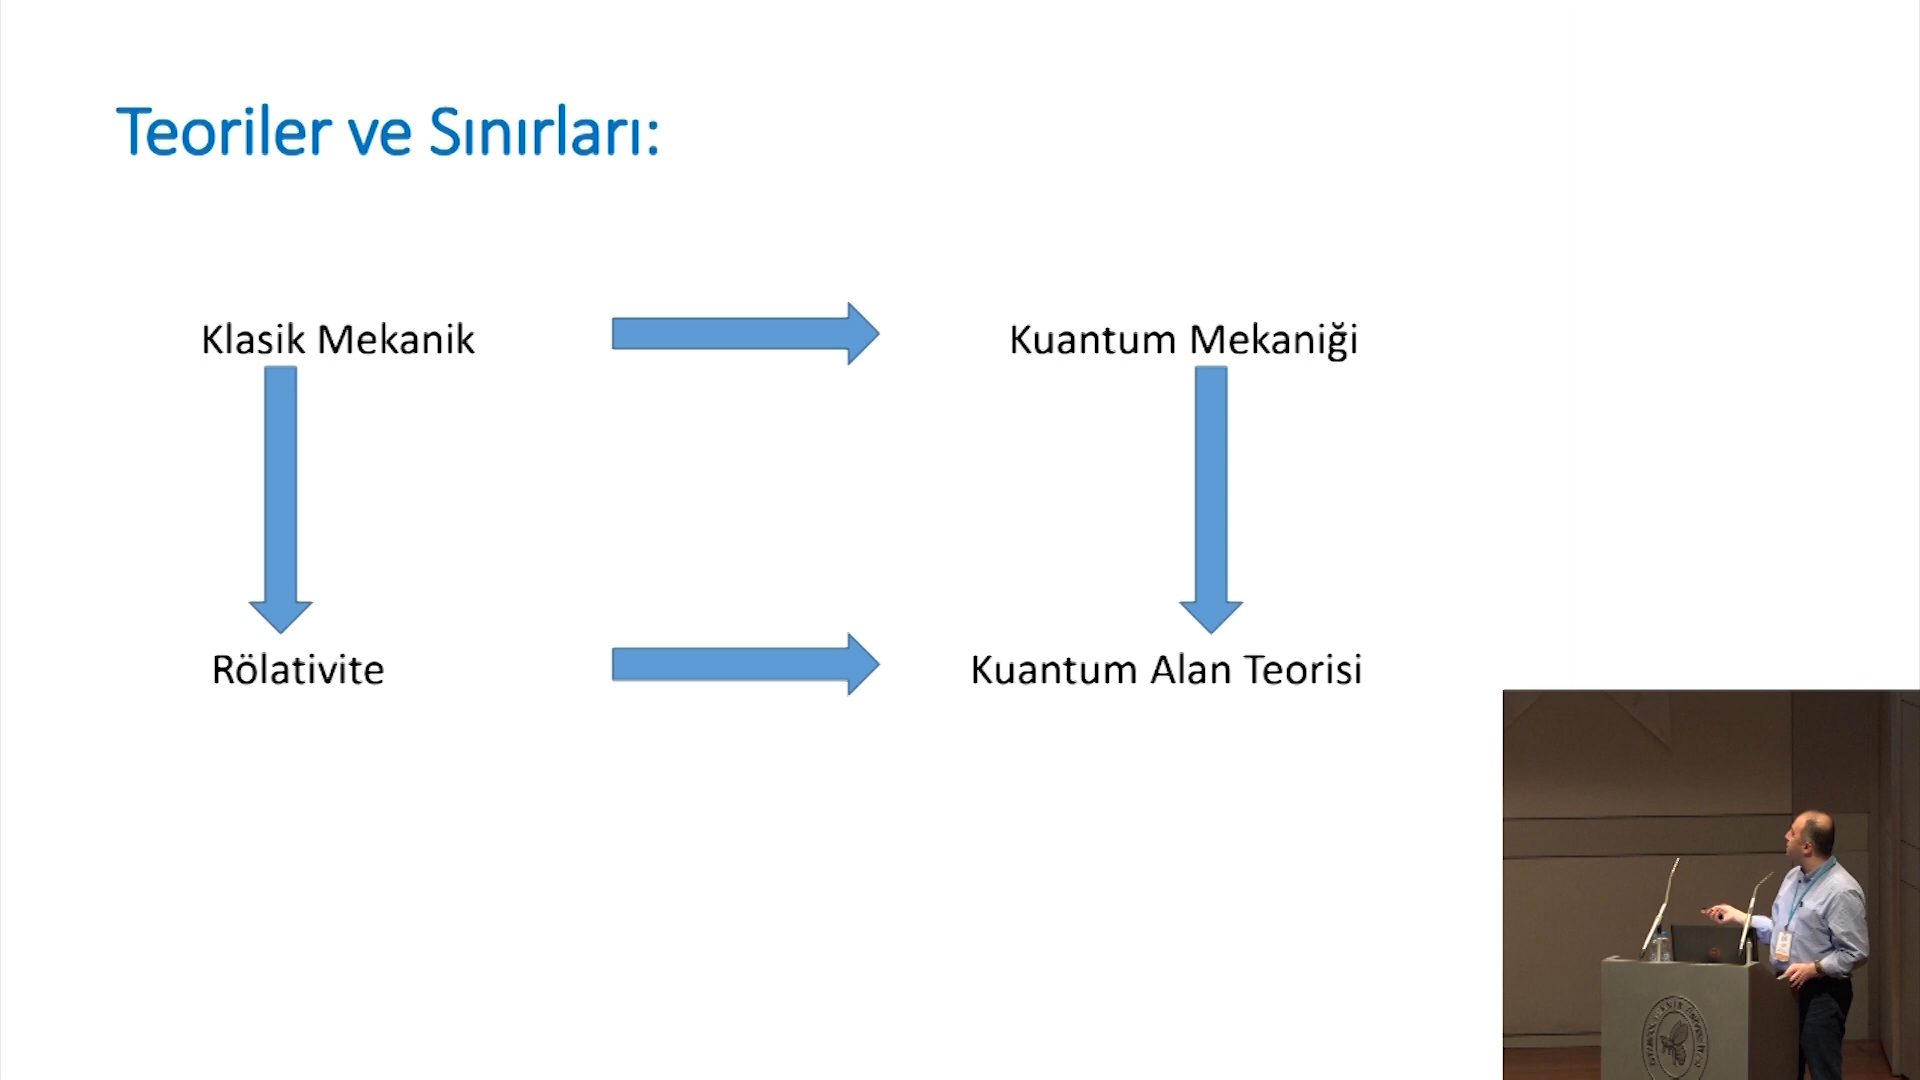 Teoriler ve Sınırları:
Klasik Mekanik
Kuantum Mekaniği
Rölativite
Kuantum Alan Teorisi